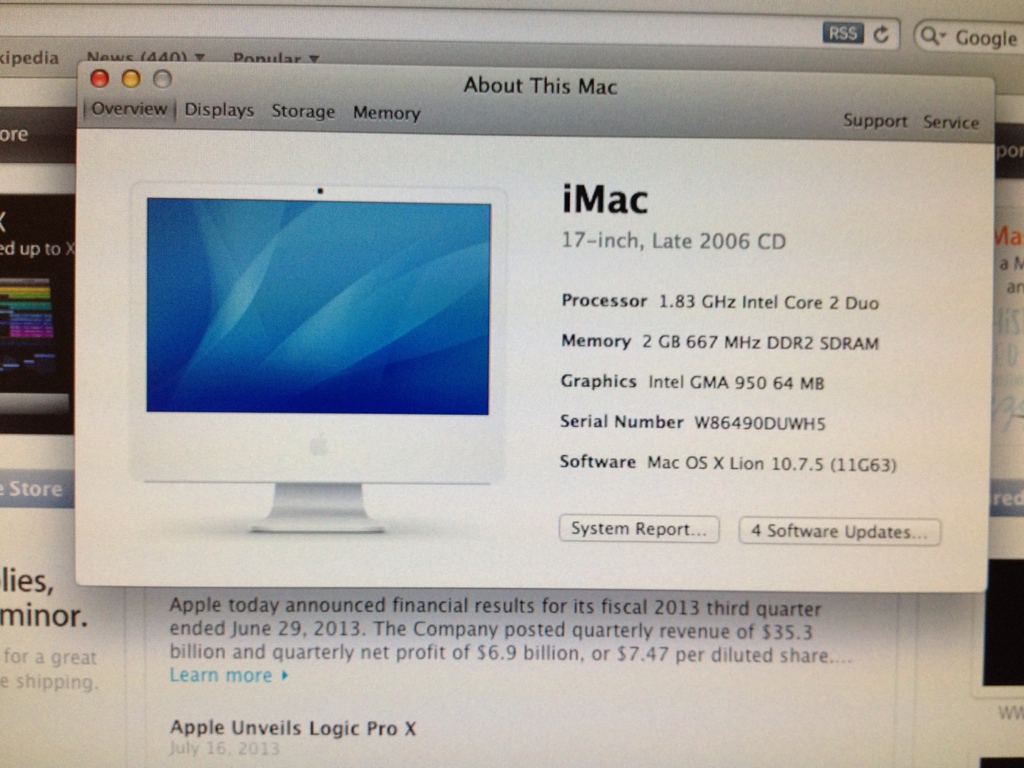 RSS Google
kipedia News (440) Popular
About This Mac
Overview Displays Storage Memory Support Service
ore
iMac
17-inch, Late 2006 CD
X
ed up to X
Processor 1.83 GHz Intel Core 2 Duo
Memory 2 GB 667 MHz DDR2 SDRAM
Graphics Intel GMA 950 64 MB
Serial Number W86490DUWH5
Software Mac OS X Lion 10.7.5 (11G63)
System Report... 4 Software Updates...
Store
red
lies,
minor.
for a great
e shipping.
Apple today announced financial results for its fiscal 2013 third quarter
ended June 29, 2013. The Company posted quarterly revenue of $35.3
billion and quarterly net profit of $6.9 billion, or $7.47 per diluted share....
Learn more
Apple Unveils Logic Pro X
July 16, 2013